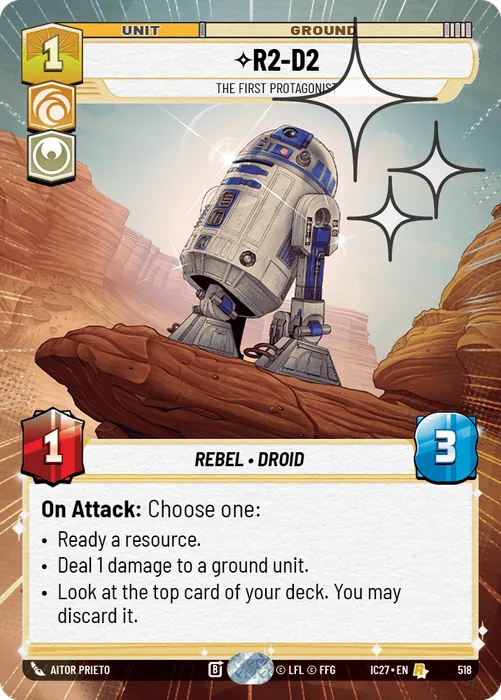 UNIT
GROUND
1
✧R2-D2
THE FIRST PROTAGONIST
1
3
REBEL • DROID
On Attack: Choose one:
• Ready a resource.
• Deal 1 damage to a ground unit.
• Look at the top card of your deck. You may
discard it.
AITOR PRIETO
B
© LFL © FFG
IC27 • EN
R
518